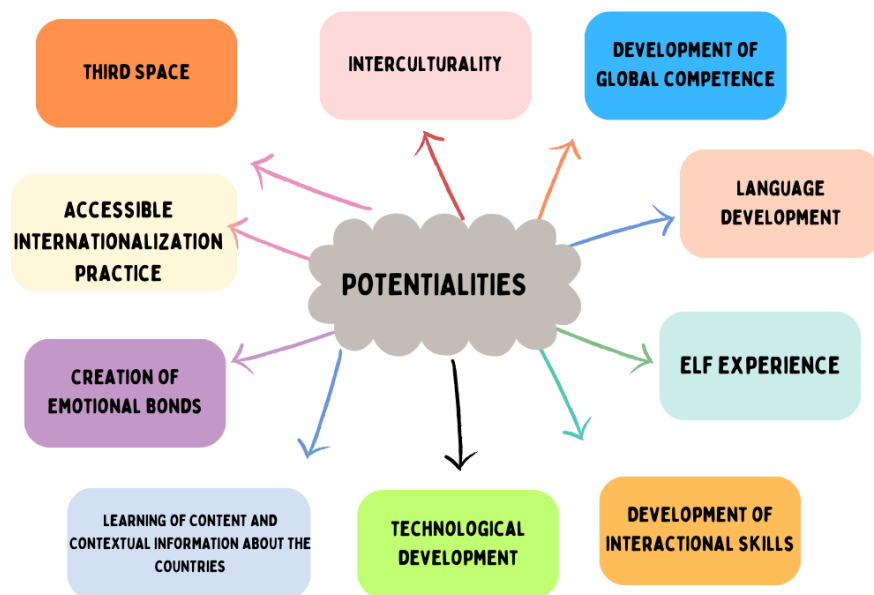 THIRD SPACE
INTERCULTURALITY
DEVELOPMENT OF
GLOBAL COMPETENCE
ACCESSIBLE
INTERNATIONALIZATION
PRACTICE
LANGUAGE
DEVELOPMENT
POTENTIALITIES
CREATION OF
EMOTIONAL BONDS
ELF EXPERIENCE
LEARNING OF CONTENT AND
CONTEXTUAL INFORMATION ABOUT THE
COUNTRIES
TECHNOLOGICAL
DEVELOPMENT
DEVELOPMENT OF
INTERACTIONAL SKILLS